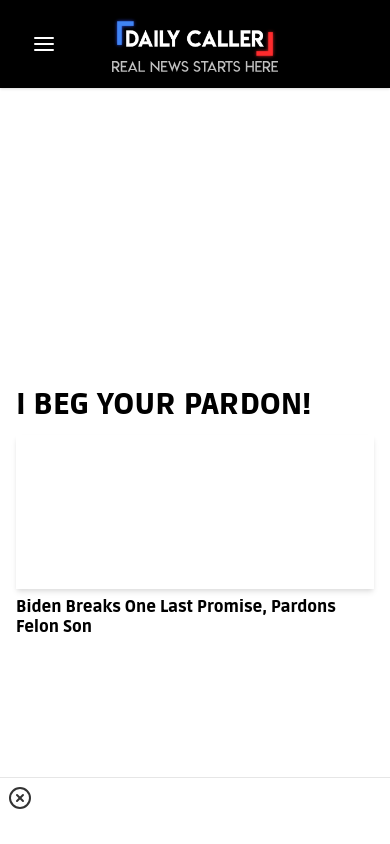 DAILY CALLER
REAL NEWS STARTS HERE
I BEG YOUR PARDON!
Biden Breaks One Last Promise, Pardons
Felon Son